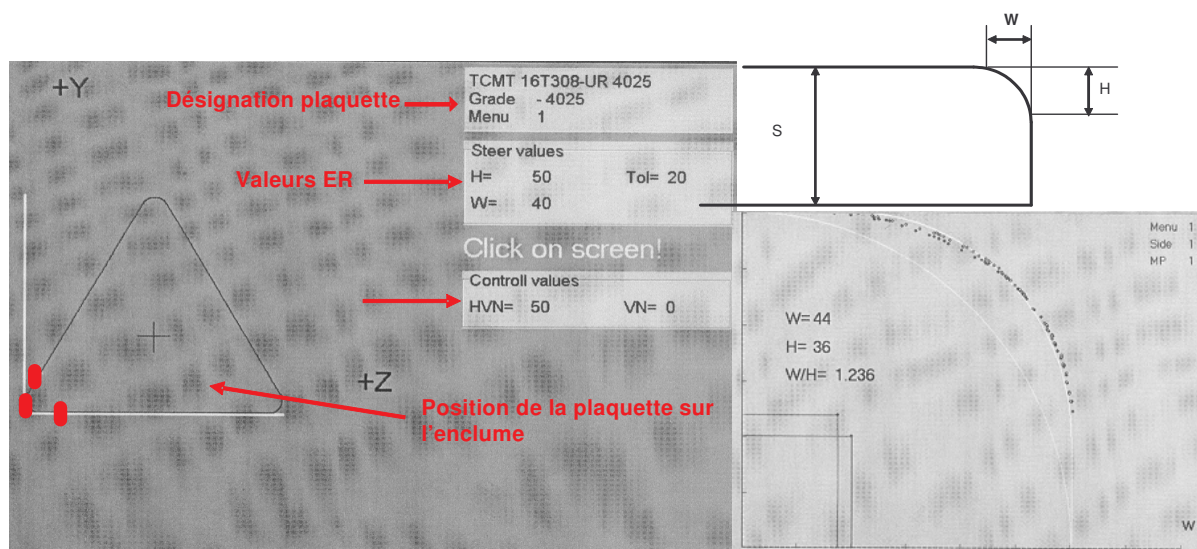 +Y
Désignation plaquette
TCMT 16T308-UR 4025
Grade - 4025
Menu 1
Valeurs ER
Steer values
H= 50 Tol= 20
W= 40
Click on screen!
Controll values
HVN= 50 VN= 0
+Z
Position de la plaquette sur
l'enclume
W
S
H
Menu 1
Side 1
MP 1
W= 44
H= 36
W/H= 1.236
W